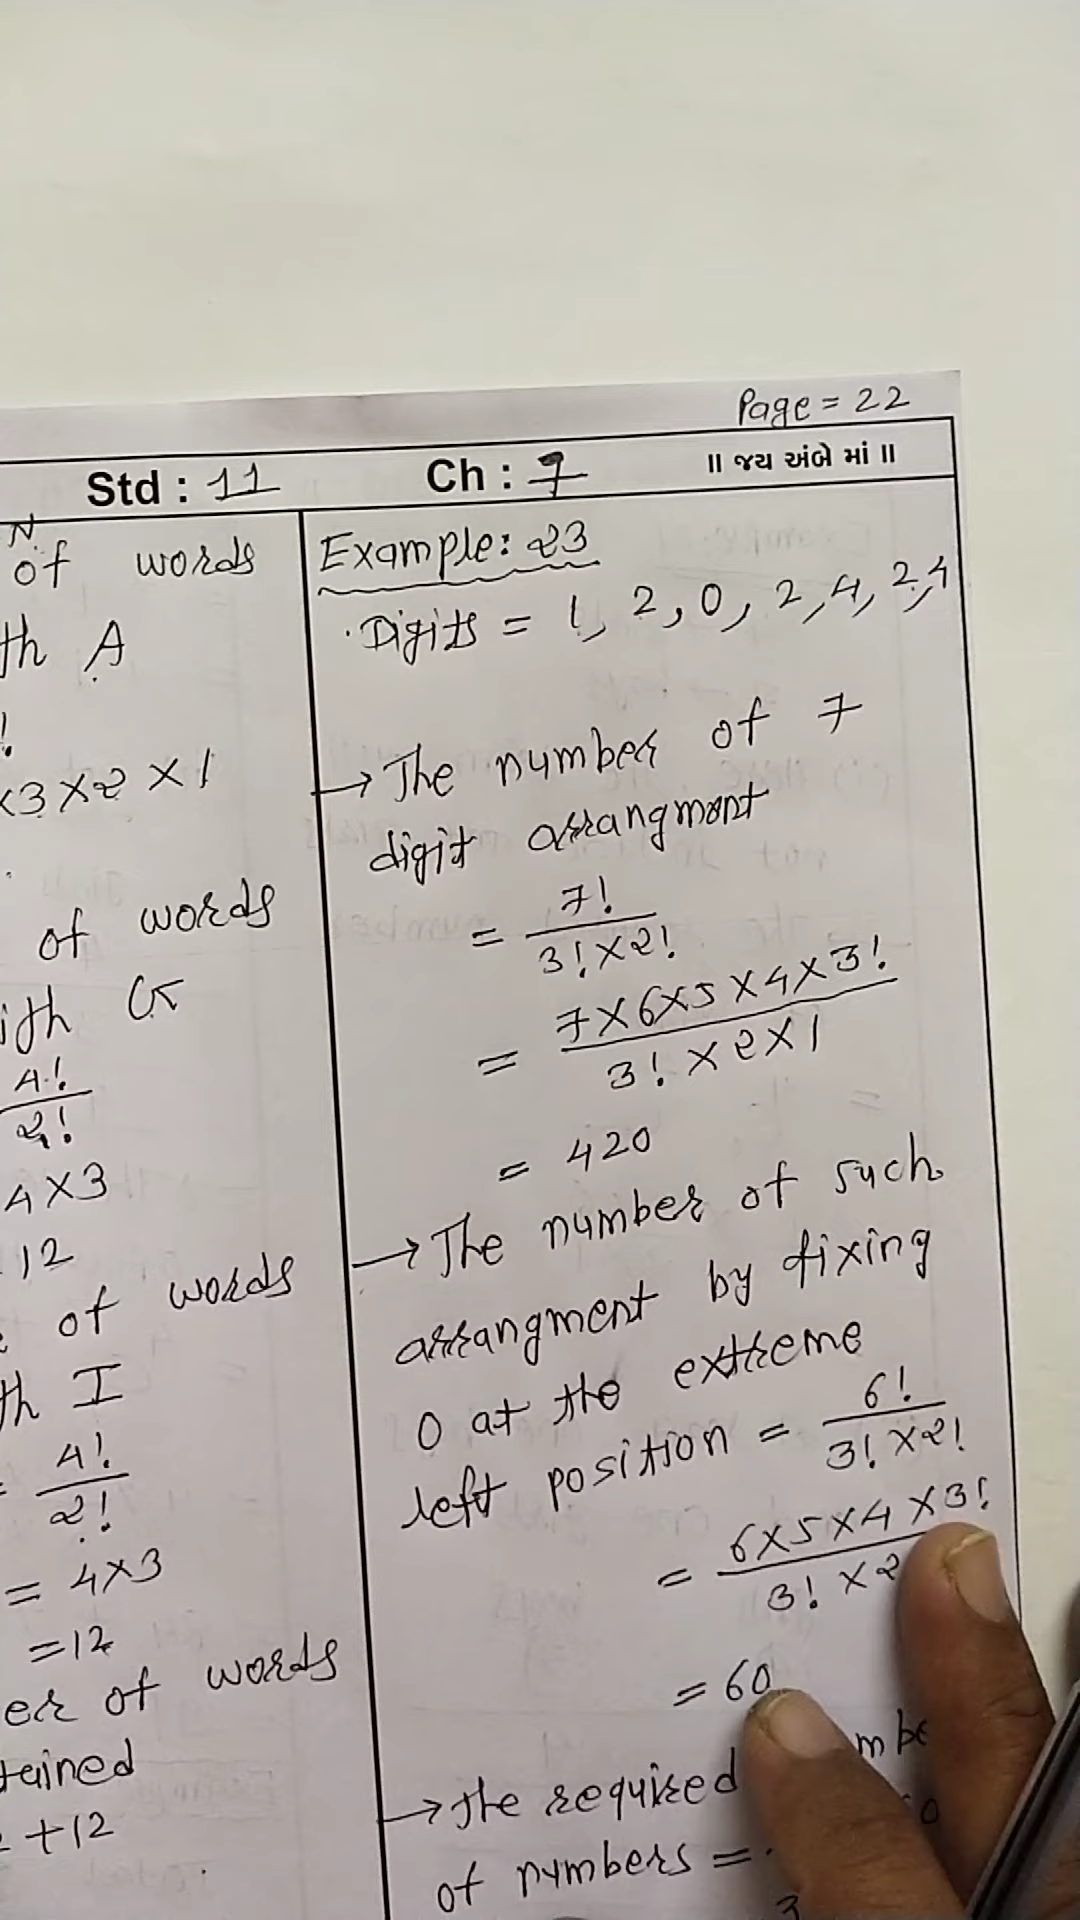 Page = 22
Std : 11 Ch : 7 ॥ જય અંબે માં ॥
N
of words
th A
!
×3×2×1
of words
ith G
4!
2!
4×3
12
of words
th I
4!
2!
= 4×3
=12
er of words
tained
+12
Example: 23
Digits = 1, 2, 0, 2, 4, 2, 4
→ The number of 7
digit arrangment
= 7!
3!×2!
= 7×6×5×4×3!
3!×2×1
= 420
→ The number of such
arrangment by fixing
0 at the extreme
left position = 6!
3!×2!
= 6×5×4×3!
3!×2
= 60
→ The required
of numbers =